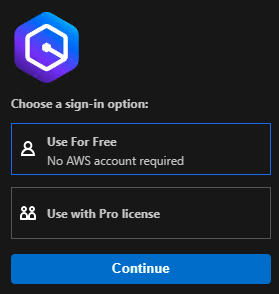 Choose a sign-in option:
Use For Free
No AWS account required
Use with Pro license
Continue